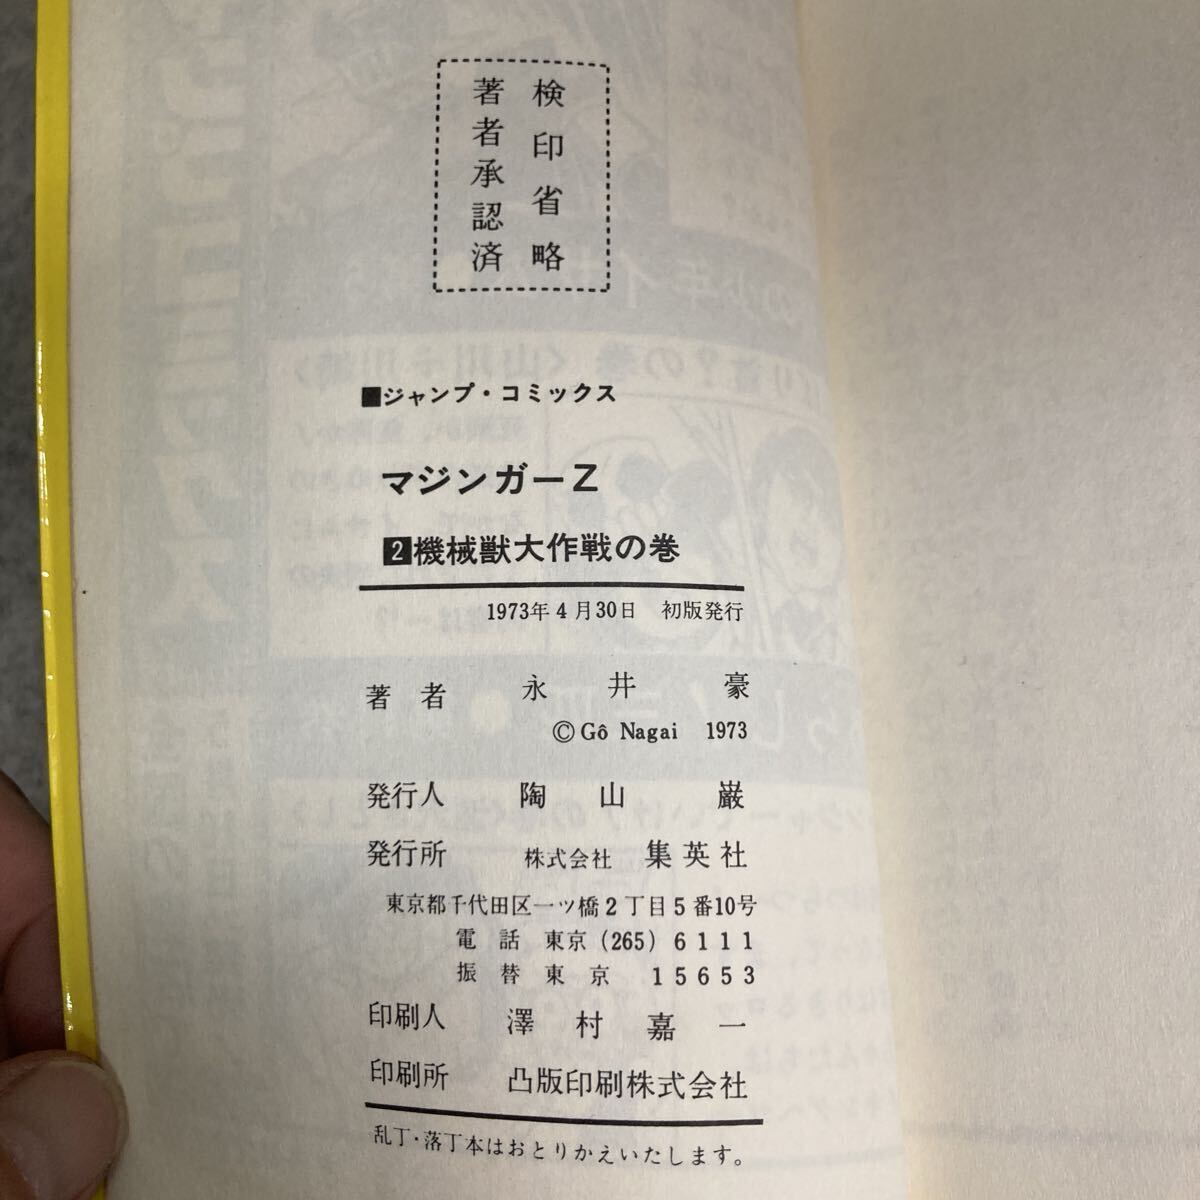 検印省略
著者承認済
■ジャンプ・コミックス
マジンガーZ
2機械獣大作戦の巻
1973年4月30日 初版発行
著者 永井豪
©Gô Nagai 1973
発行人 陶山巌
発行所 株式会社 集英社
東京都千代田区一ツ橋2丁目5番10号
電話 東京(265)6111
振替東京 15653
印刷人 澤村嘉一
印刷所 凸版印刷株式会社
乱丁・落丁本はおとりかえいたします。